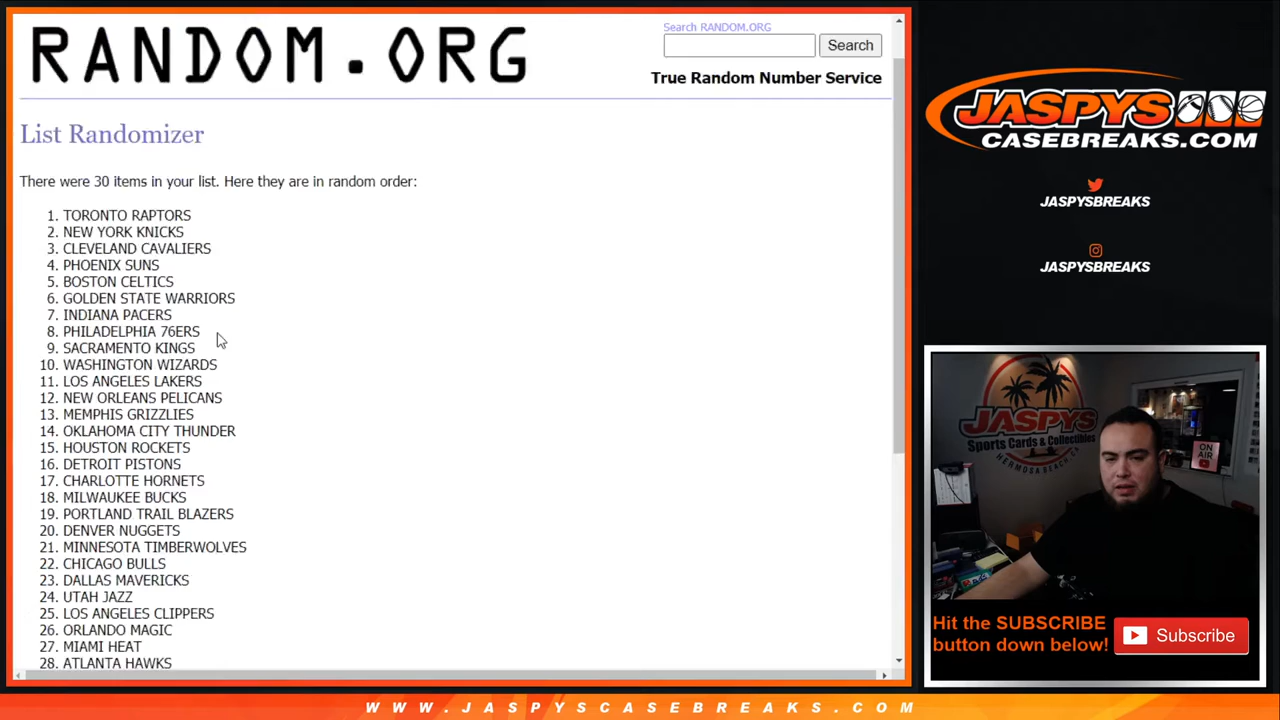 RANDOM.ORG
Search RANDOM.ORG
Search
True Random Number Service
List Randomizer
There were 30 items in your list. Here they are in random order:
1. TORONTO RAPTORS
2. NEW YORK KNICKS
3. CLEVELAND CAVALIERS
4. PHOENIX SUNS
5. BOSTON CELTICS
6. GOLDEN STATE WARRIORS
7. INDIANA PACERS
8. PHILADELPHIA 76ERS
9. SACRAMENTO KINGS
10. WASHINGTON WIZARDS
11. LOS ANGELES LAKERS
12. NEW ORLEANS PELICANS
13. MEMPHIS GRIZZLIES
14. OKLAHOMA CITY THUNDER
15. HOUSTON ROCKETS
16. DETROIT PISTONS
17. CHARLOTTE HORNETS
18. MILWAUKEE BUCKS
19. PORTLAND TRAIL BLAZERS
20. DENVER NUGGETS
21. MINNESOTA TIMBERWOLVES
22. CHICAGO BULLS
23. DALLAS MAVERICKS
24. UTAH JAZZ
25. LOS ANGELES CLIPPERS
26. ORLANDO MAGIC
27. MIAMI HEAT
28. ATLANTA HAWKS
JASPYS
CASEBREAKS.COM
JASPYSBREAKS
JASPYSBREAKS
JASPYS
Sports Cards & Collectibles
HERMOSA BEACH, CA
ON
AIR
Hit the SUBSCRIBE
button down below!
Subscribe
WWW.JASPYSCASEBREAKS.COM